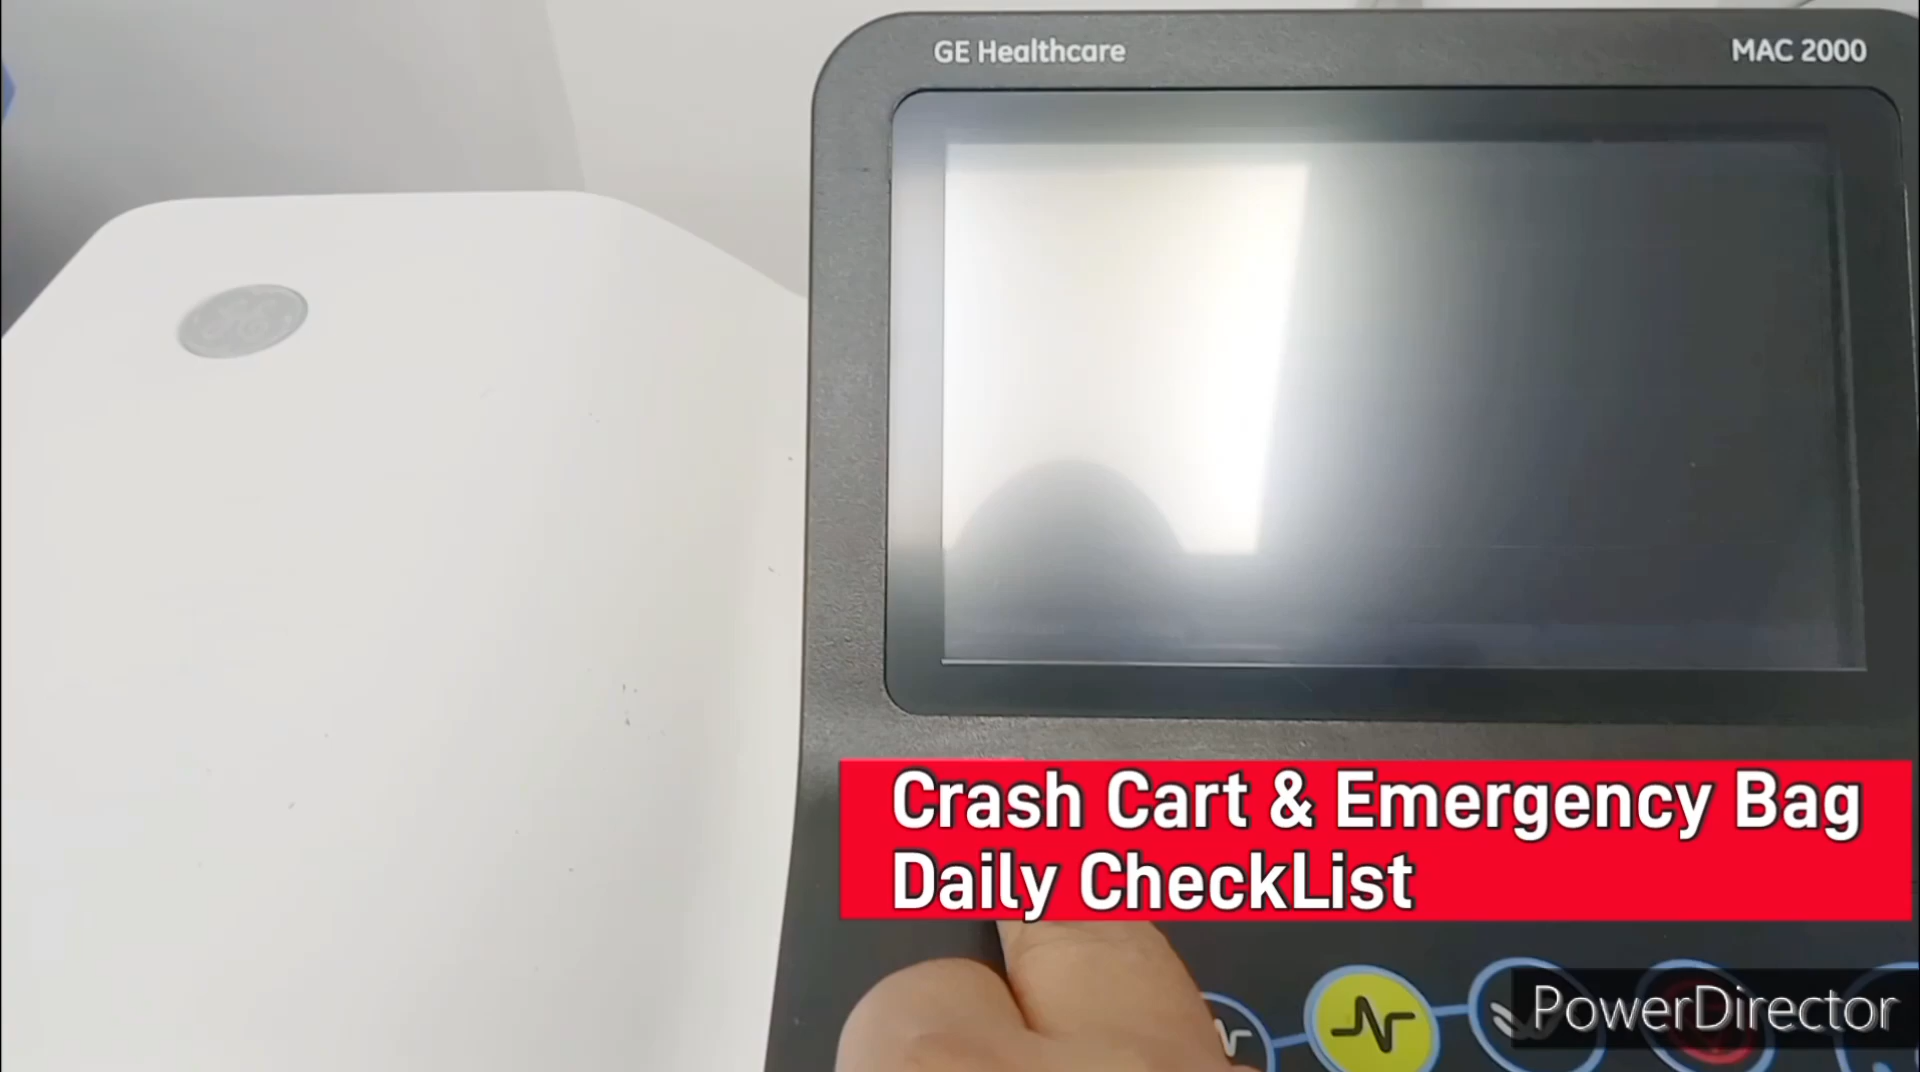 GE Healthcare
MAC 2000
Crash Cart & Emergency Bag
Daily CheckList
PowerDirector